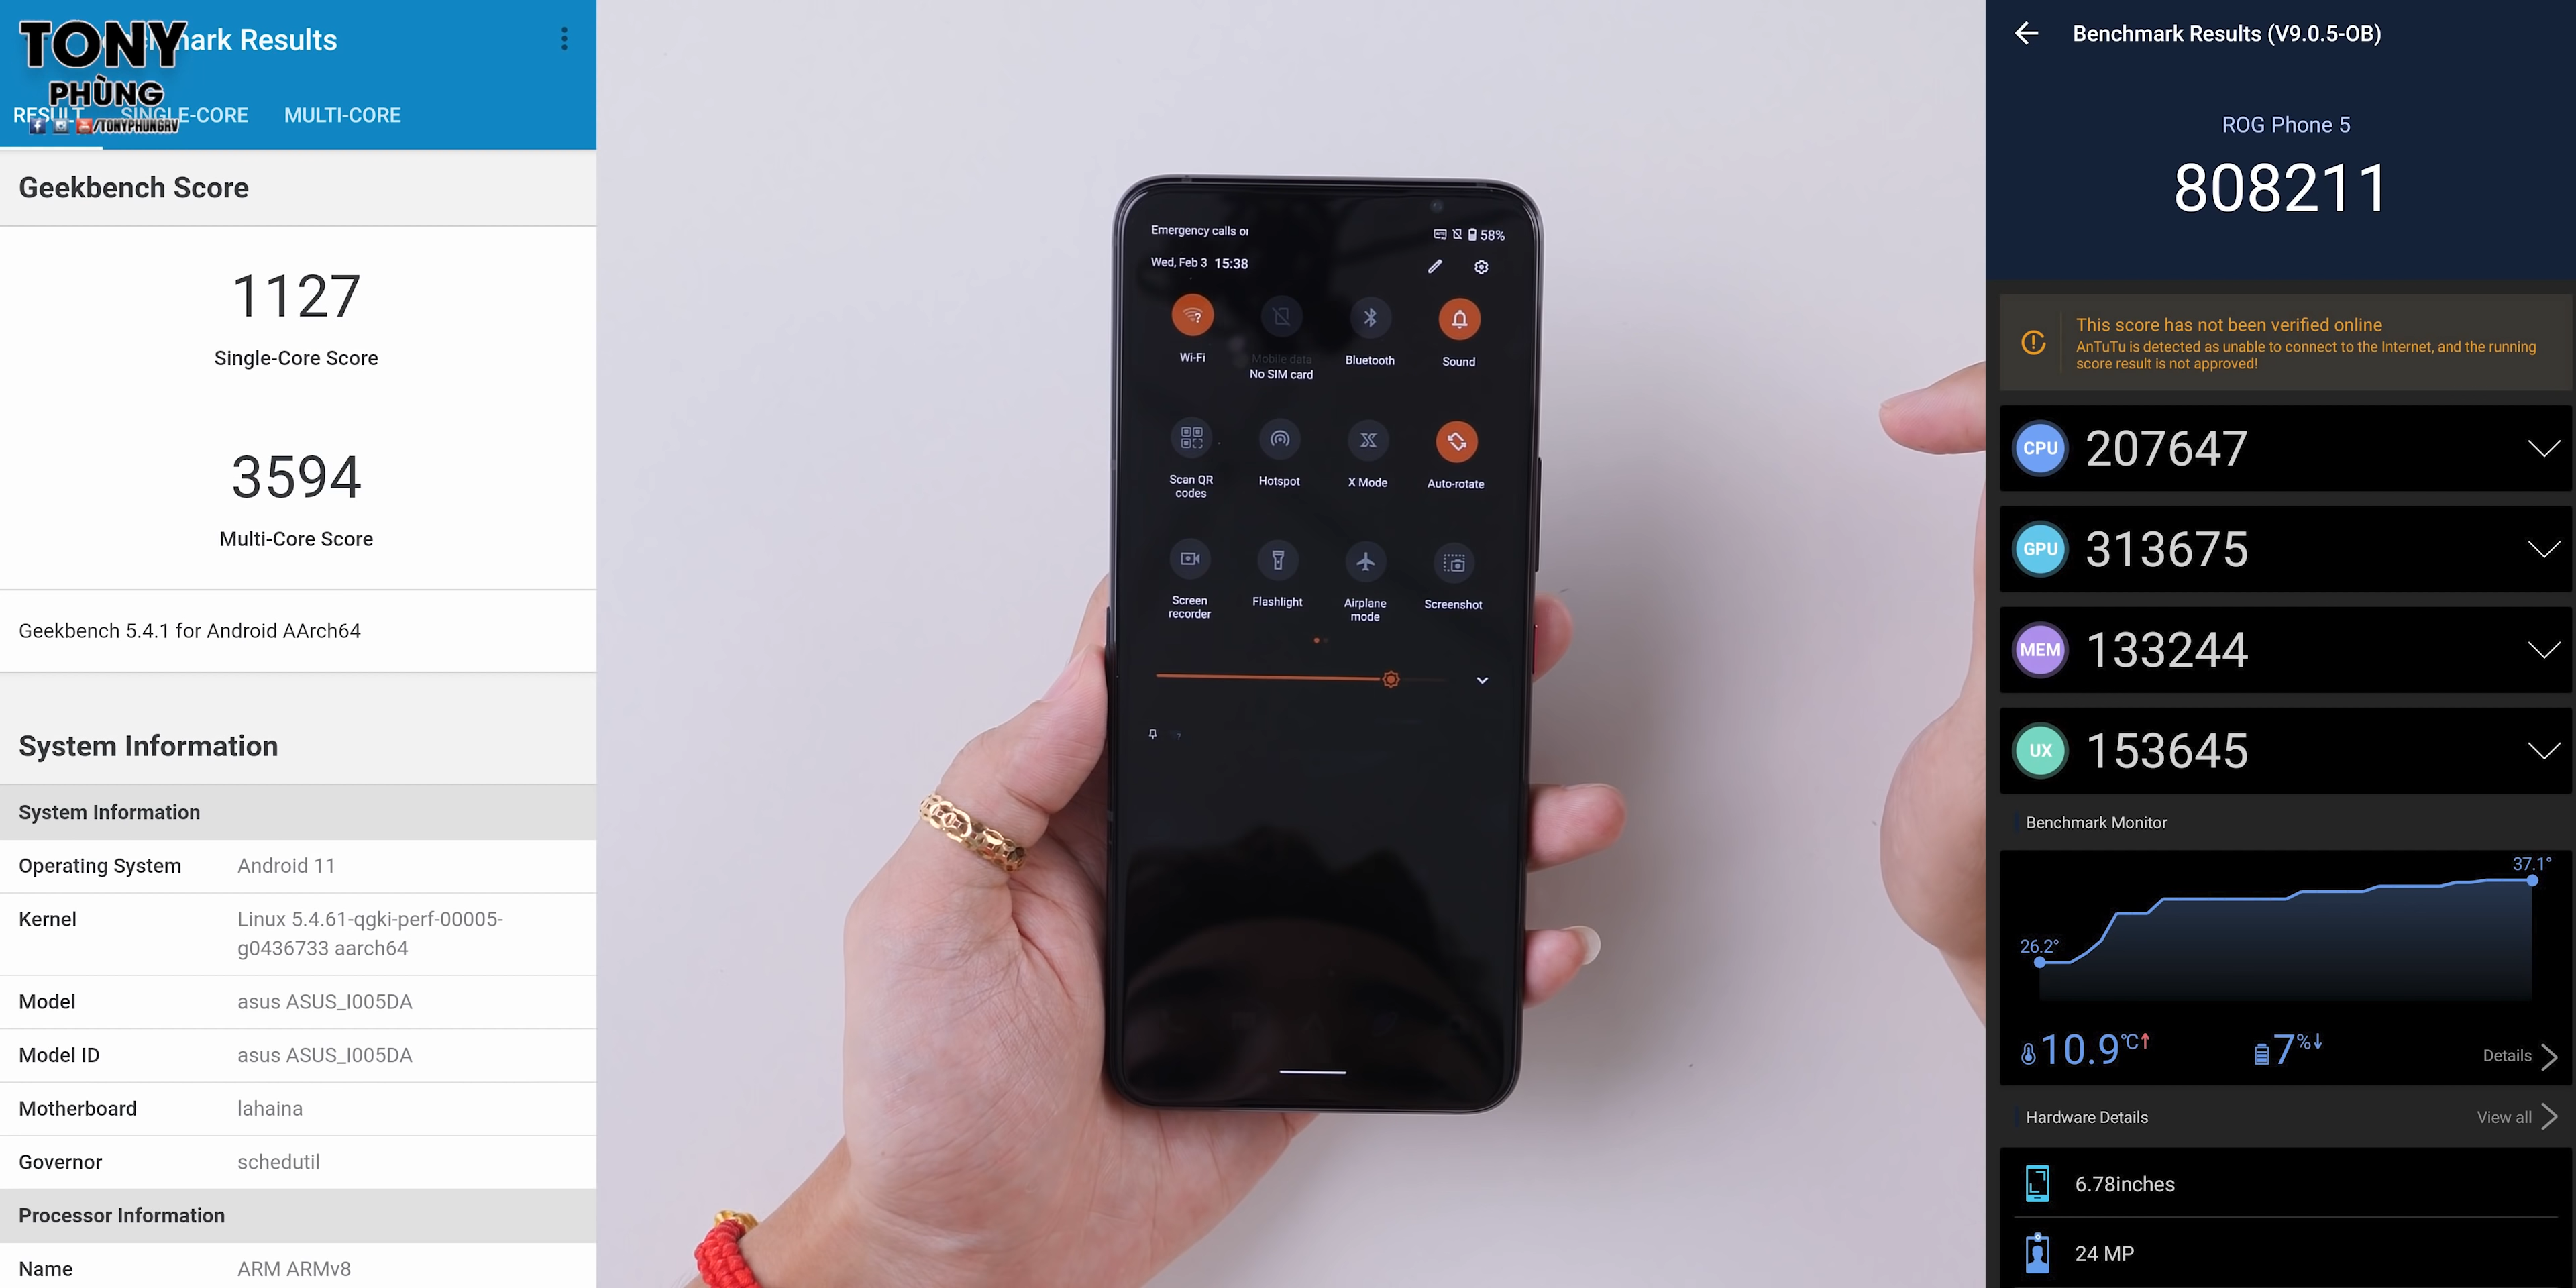 TONY
PHÙNG
/TONYPHUNGRV
mark Results
RESULT
SINGLE-CORE
MULTI-CORE
Geekbench Score
1127
Single-Core Score
3594
Multi-Core Score
Geekbench 5.4.1 for Android AArch64
System Information
System Information
Operating System Android 11
Kernel Linux 5.4.61-qgki-perf-00005-
g0436733 aarch64
Model asus ASUS_I005DA
Model ID asus ASUS_I005DA
Motherboard lahaina
Governor schedutil
Processor Information
Name ARM ARMv8
Emergency calls
58%
Wed, Feb 3 15:38
Wi-Fi
Mobile data
No SIM card
Bluetooth
Sound
Scan QR
codes
Hotspot
X Mode
Auto-rotate
Screen
recorder
Flashlight
Airplane
mode
Screenshot
Benchmark Results (V9.0.5-OB)
ROG Phone 5
808211
This score has not been verified online
AnTuTu is detected as unable to connect to the Internet, and the running
score result is not approved!
CPU 207647
GPU 313675
MEM 133244
UX 153645
Benchmark Monitor
37.1°
26.2°
10.9°C↑ 7%↓ Details
Hardware Details View all
6.78inches
24 MP